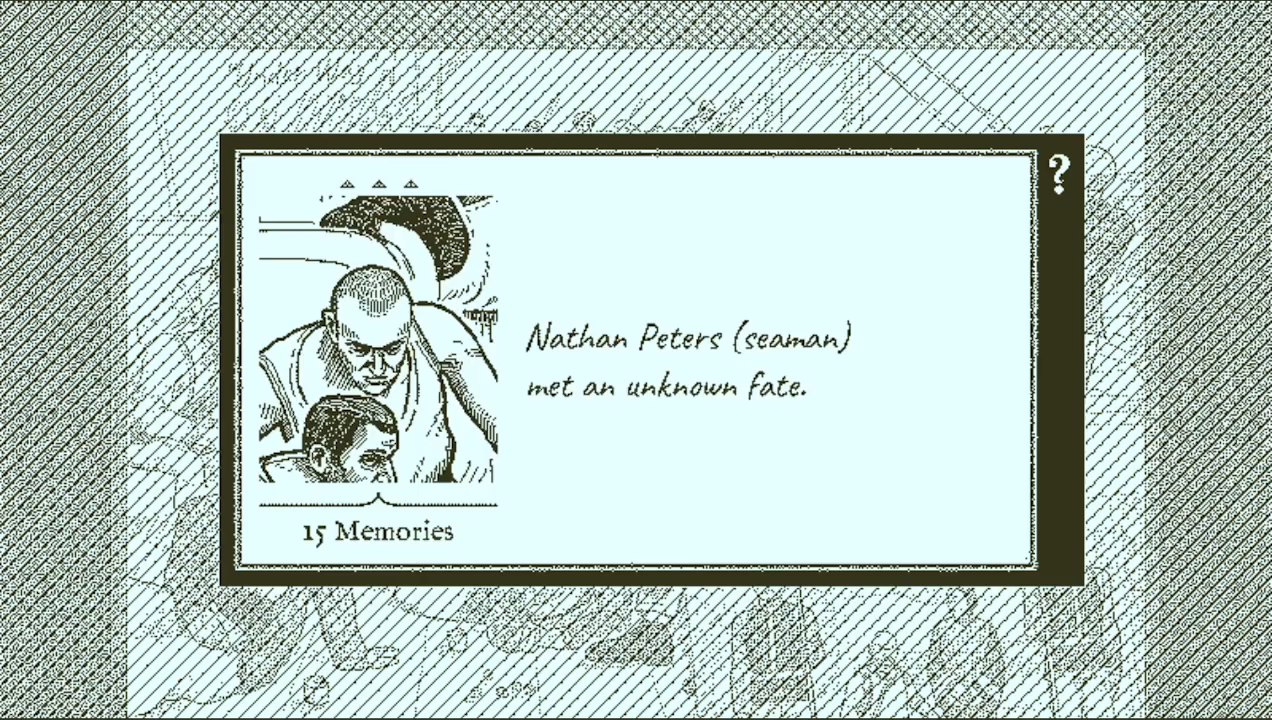 ?
Nathan Peters (seaman)
met an unknown fate.
15 Memories